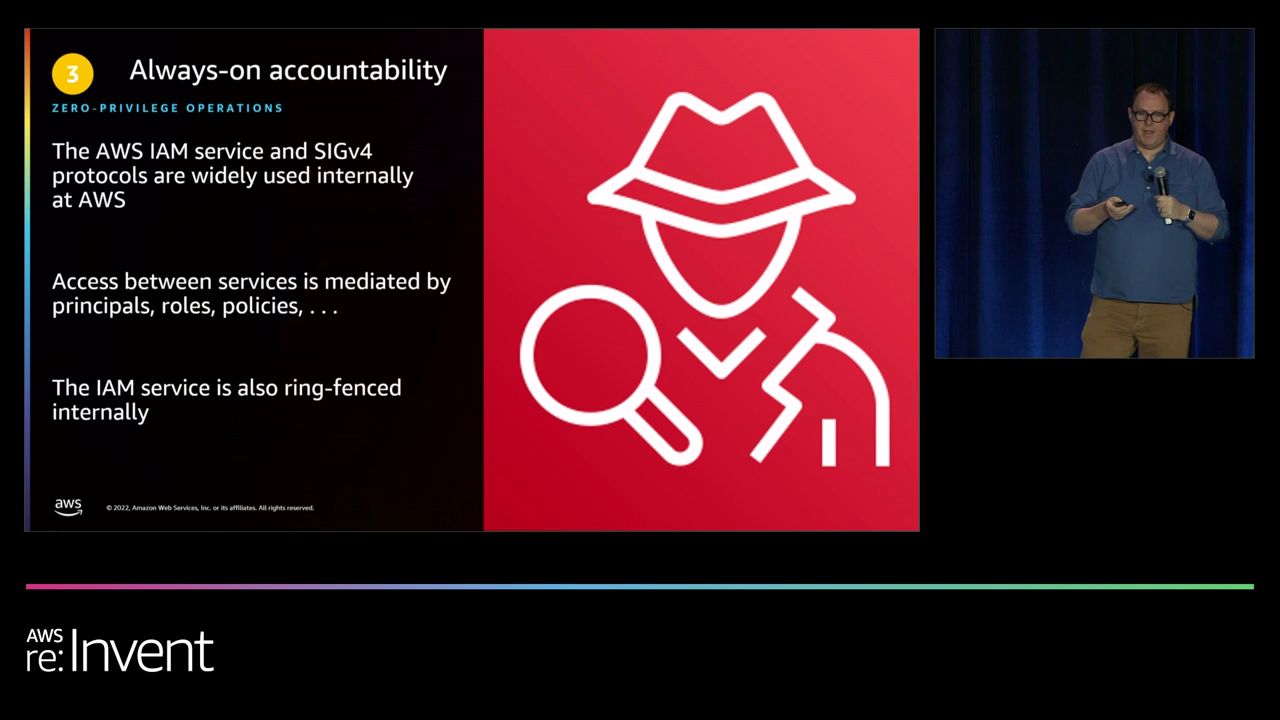 3
Always-on accountability
ZERO-PRIVILEGE OPERATIONS
The AWS IAM service and SIGv4
protocols are widely used internally
at AWS
Access between services is mediated by
principals, roles, policies, . . .
The IAM service is also ring-fenced
internally
aws
© 2022, Amazon Web Services, Inc. or its affiliates. All rights reserved.
AWS
re:Invent